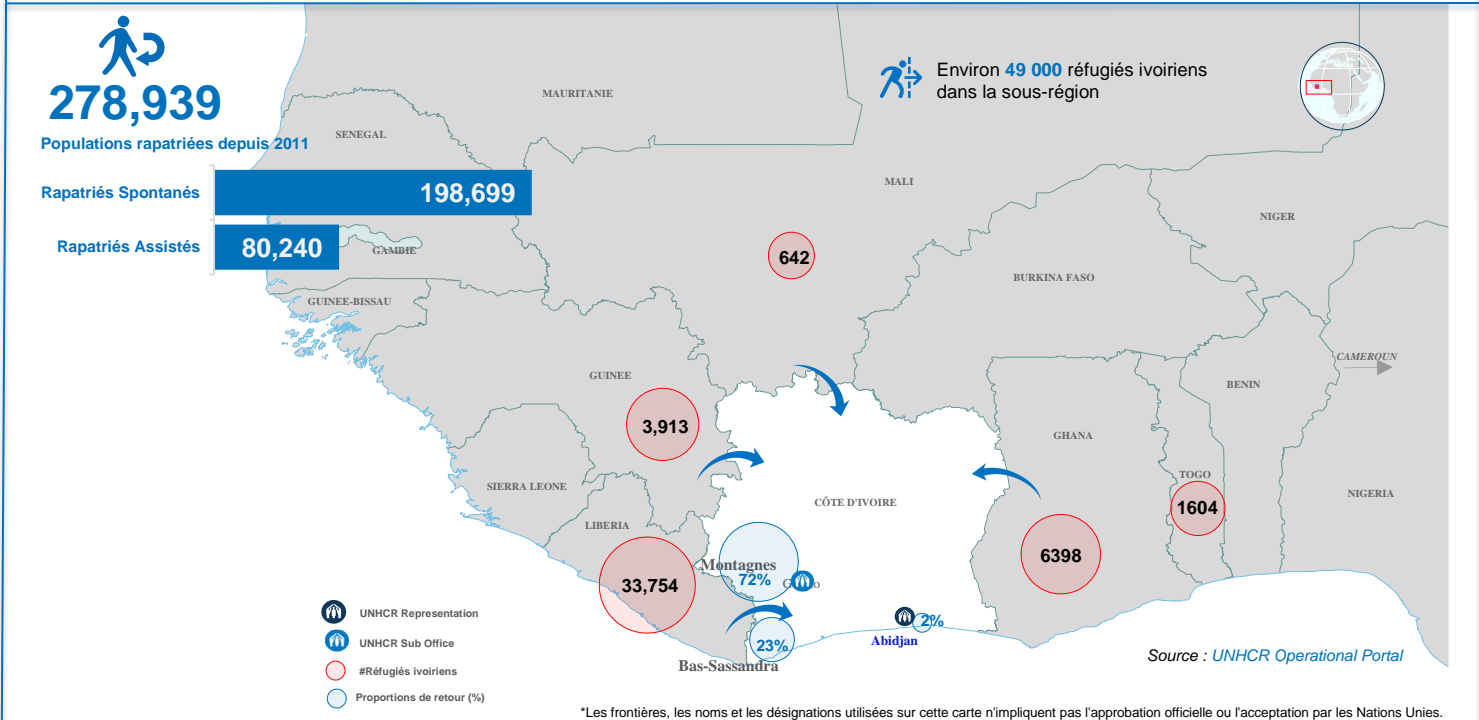 278,939
Populations rapatriées depuis 2011
Rapatriés Spontanés
198,699
Rapatriés Assistés
80,240
Environ 49 000 réfugiés ivoiriens
dans la sous-région
MAURITANIE
SENEGAL
MALI
NIGER
GAMBIE
642
BURKINA FASO
GUINEE-BISSAU
CAMEROUN
GUINEE
BENIN
3,913
GHANA
TOGO
SIERRA LEONE
CÔTE D'IVOIRE
NIGERIA
1604
LIBERIA
6398
Montagnes
33,754
72%
2%
Abidjan
23%
Bas-Sassandra
UNHCR Representation
UNHCR Sub Office
#Réfugiés ivoiriens
Proportions de retour (%)
Source : UNHCR Operational Portal
*Les frontières, les noms et les désignations utilisées sur cette carte n'impliquent pas l'approbation officielle ou l'acceptation par les Nations Unies.